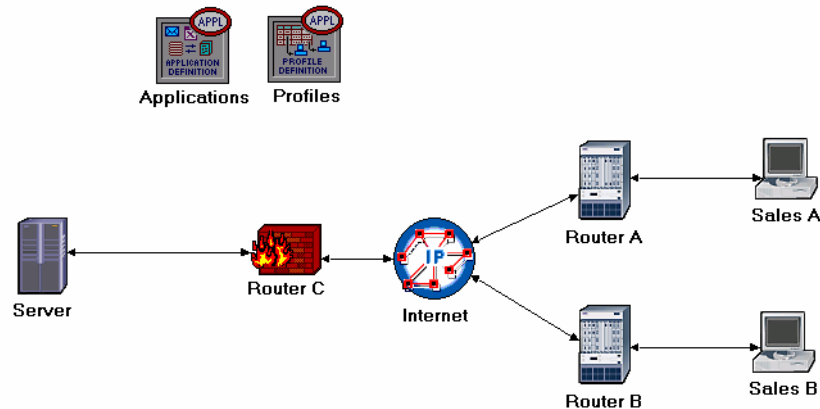 APPL
APPLICATION
DEFINITION
Applications
APPL
PROFILE
DEFINITION
Profiles
Server
Router C
IP
Internet
Router A
Sales A
Router B
Sales B